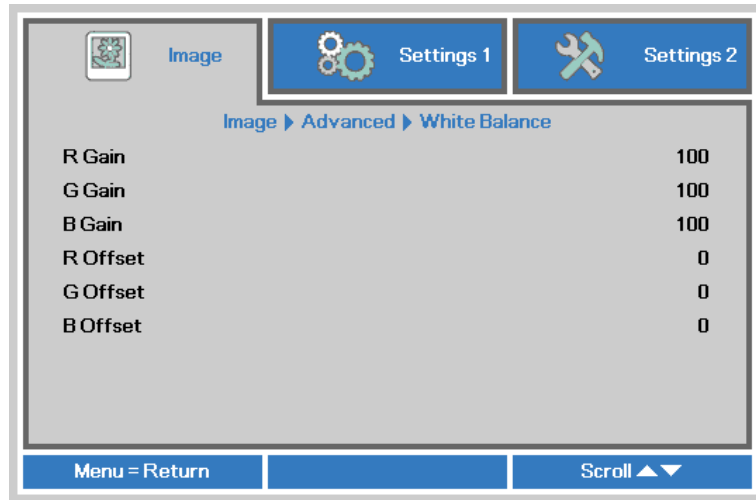 Image Settings 1 Settings 2
Image ▶ Advanced ▶ White Balance
R Gain 100
G Gain 100
B Gain 100
R Offset 0
G Offset 0
B Offset 0
Menu = Return Scroll ▲▼